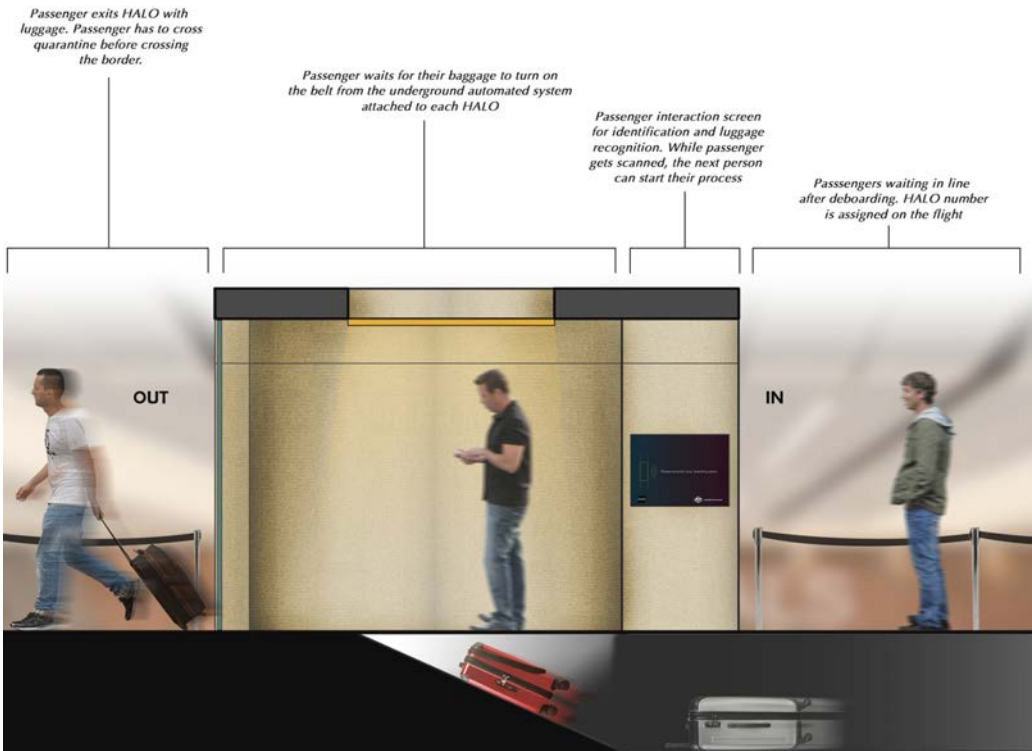 Passenger exits HALO with
luggage. Passenger has to cross
quarantine before crossing
the border.
Passenger waits for their baggage to turn on
the belt from the underground automated system
attached to each HALO
Passenger interaction screen
for identification and luggage
recognition. While passenger
gets scanned, the next person
can start their process
Passsengers waiting in line
after deboarding. HALO number
is assigned on the flight
OUT
IN